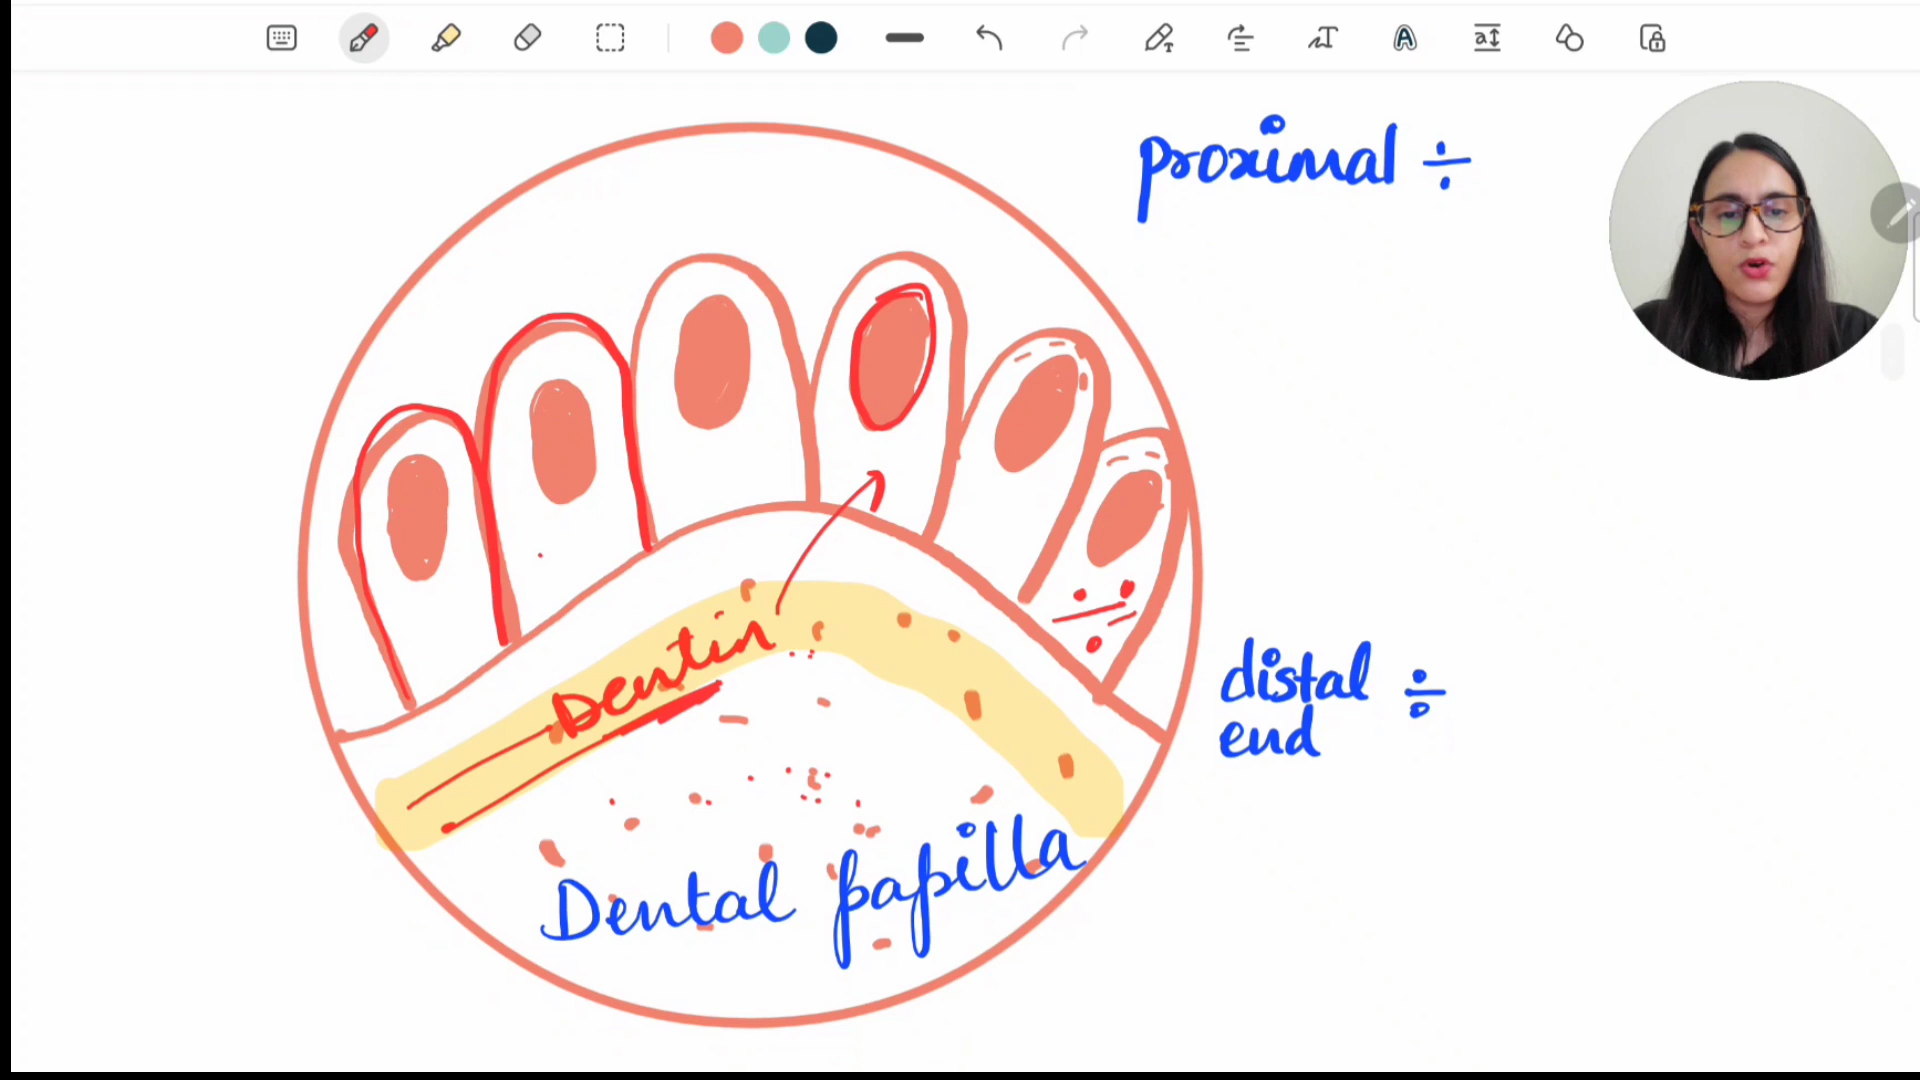 proximal ÷
Dentin
distal ÷
end
Dental papilla